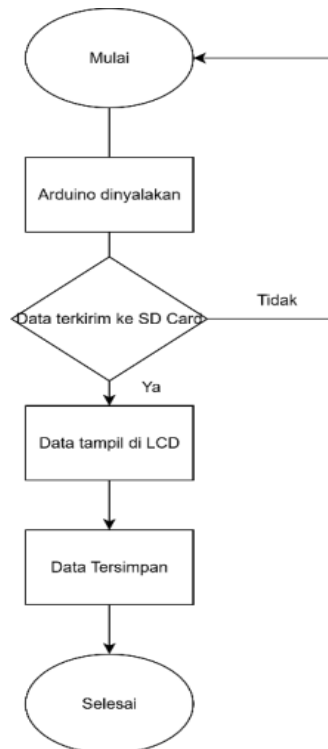 Mulai
Arduino dinyalakan
Data terkirim ke SD Card
Tidak
Ya
Data tampil di LCD
Data Tersimpan
Selesai